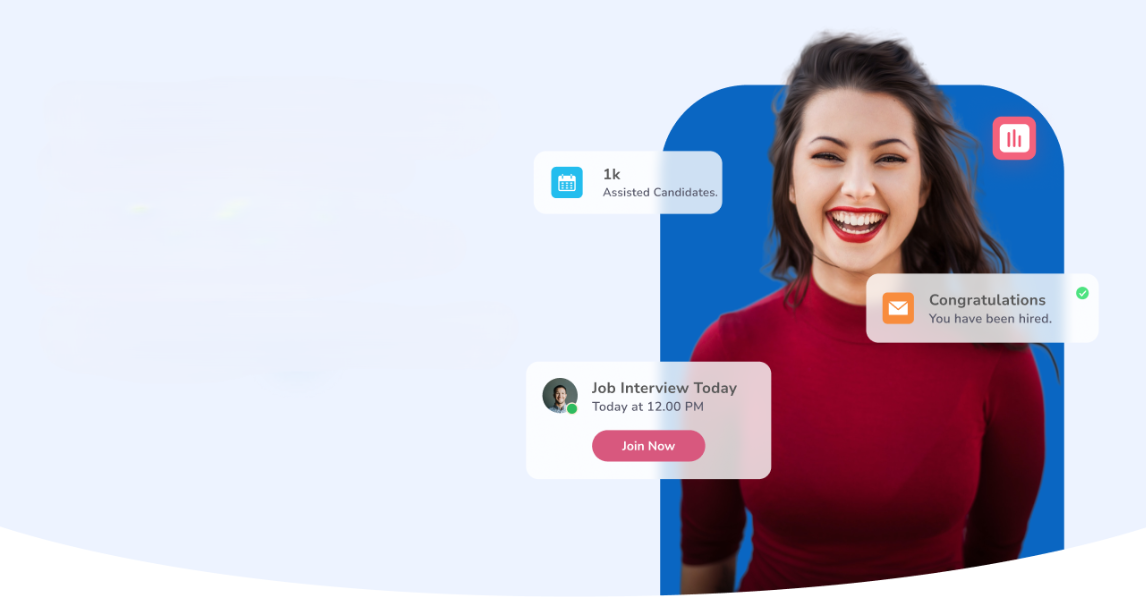 1k
Assisted Candidates.
Congratulations
You have been hired.
Job Interview Today
Today at 12.00 PM
Join Now